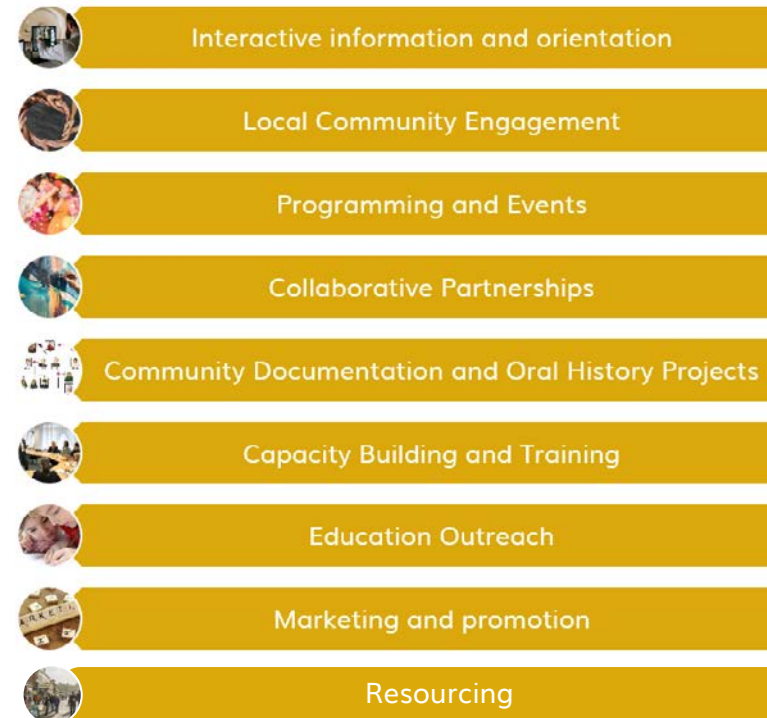 Interactive information and orientation
Local Community Engagement
Programming and Events
Collaborative Partnerships
Community Documentation and Oral History Projects
Capacity Building and Training
Education Outreach
ARKETI
Marketing and promotion
Resourcing